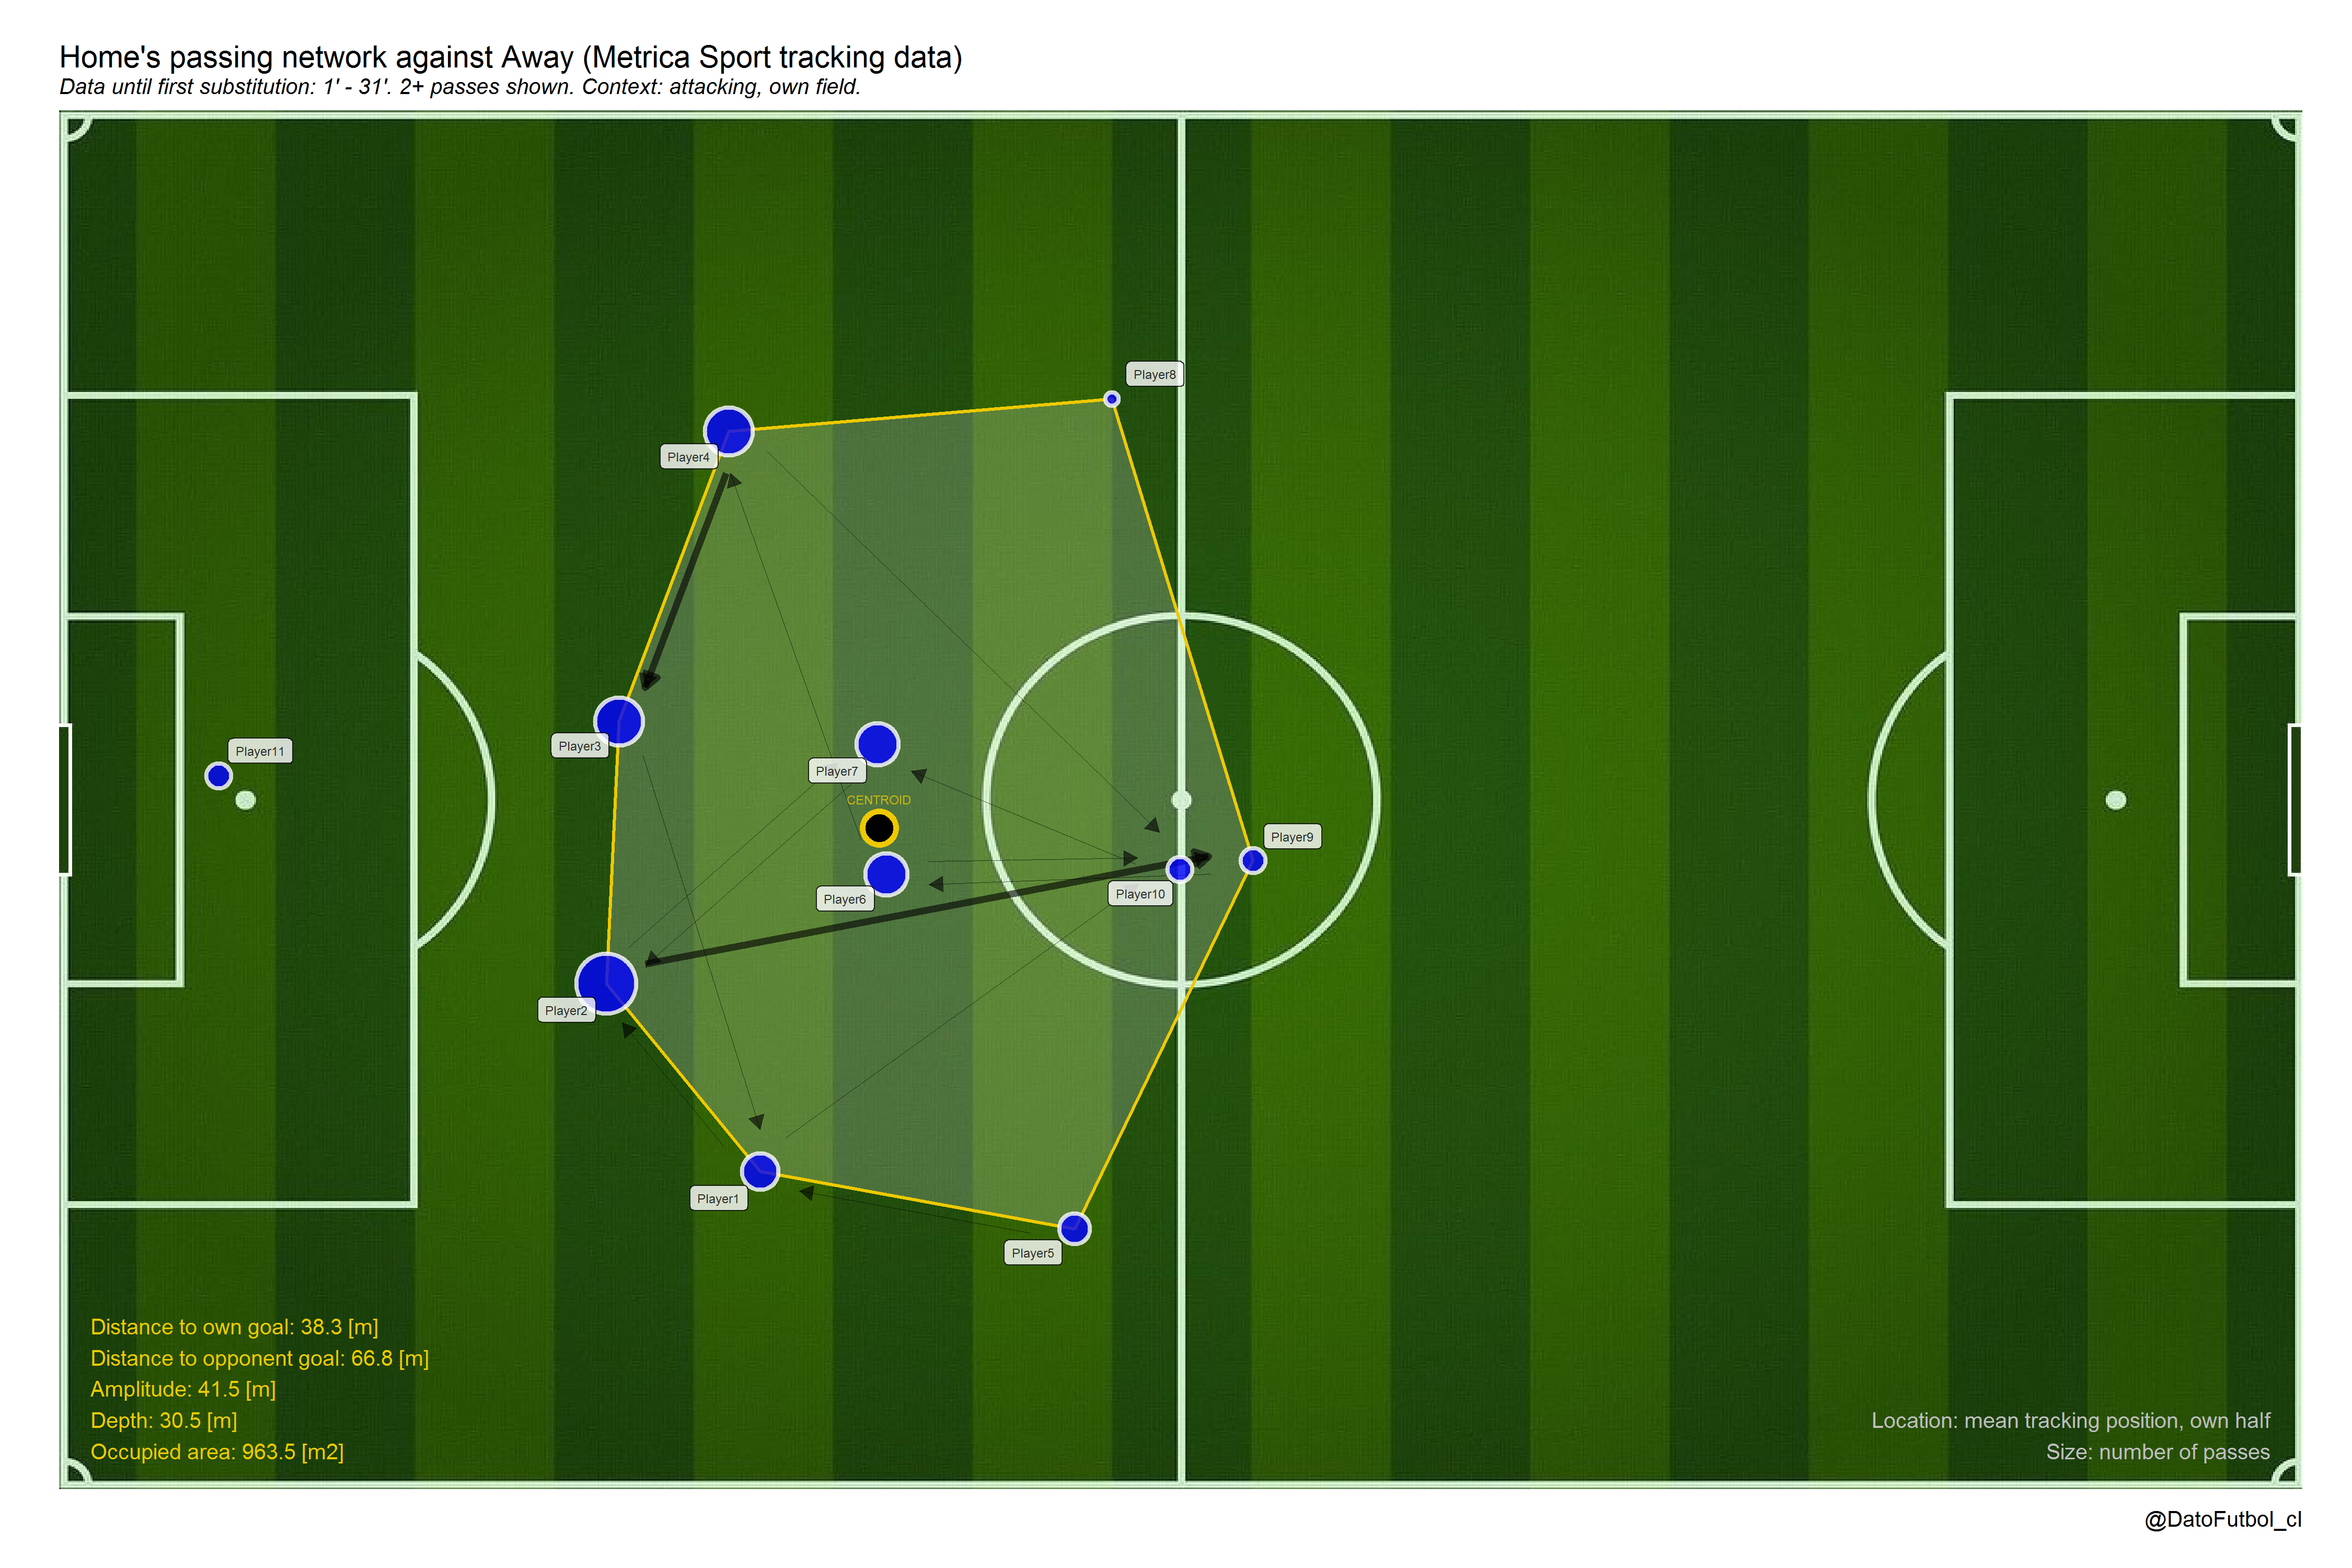 Home's passing network against Away (Metrica Sport tracking data)
Data until first substitution: 1' - 31'. 2+ passes shown. Context: attacking, own field.
Player8
Player4
Player3
Player11
Player7
CENTROID
Player9
Player10
Player6
Player2
Player1
Player5
Distance to own goal: 38.3 [m]
Distance to opponent goal: 66.8 [m]
Amplitude: 41.5 [m]
Depth: 30.5 [m]
Occupied area: 963.5 [m2]
Location: mean tracking position, own half
Size: number of passes
@DatoFutbol_cl